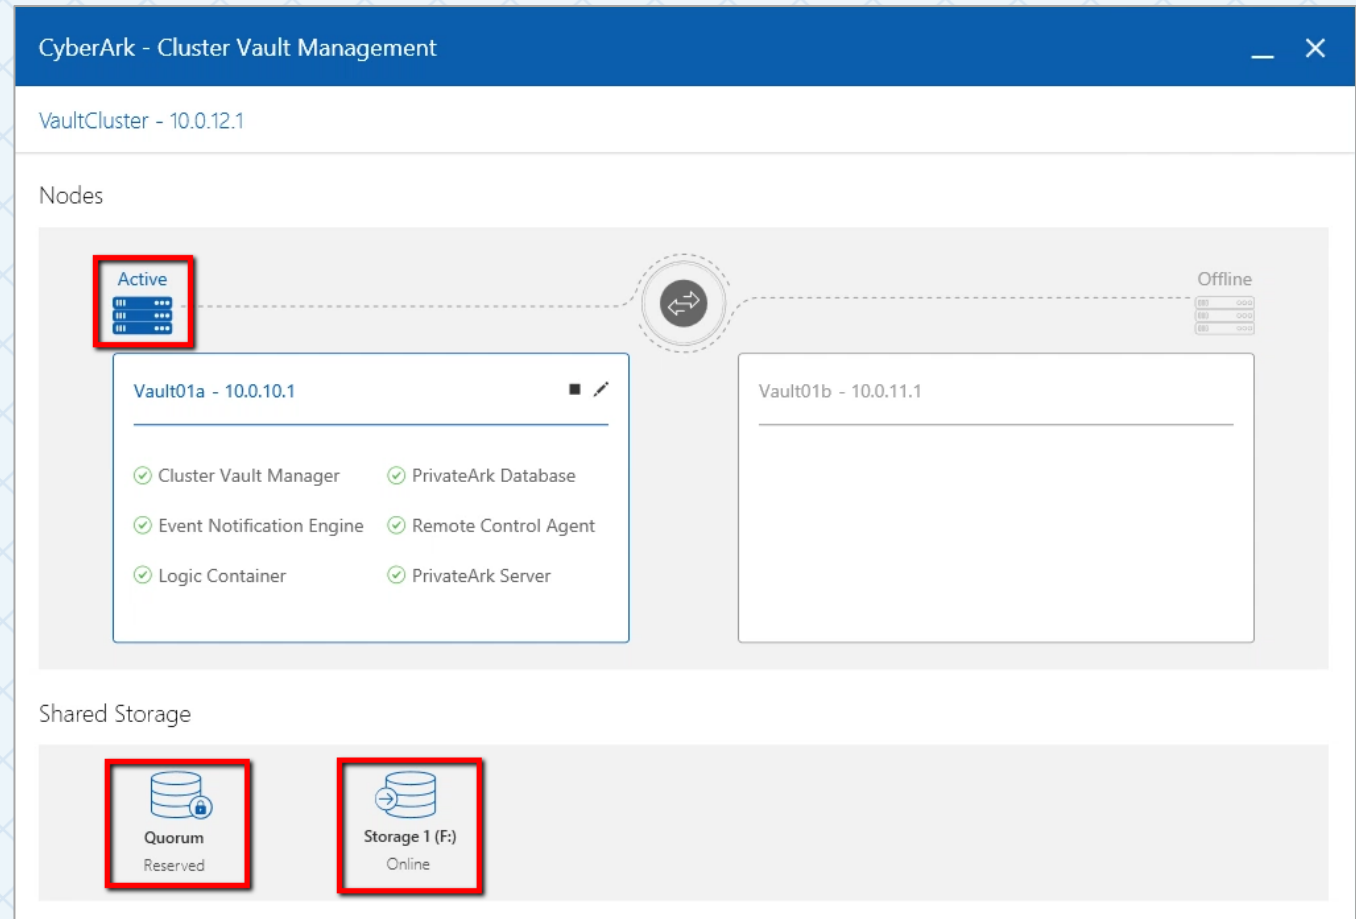 CyberArk - Cluster Vault Management
VaultCluster - 10.0.12.1
Nodes
Active
Offline
Vault01a - 10.0.10.1
Vault01b - 10.0.11.1
Cluster Vault Manager
PrivateArk Database
Event Notification Engine
Remote Control Agent
Logic Container
PrivateArk Server
Shared Storage
Quorum
Reserved
Storage 1 (F:)
Online